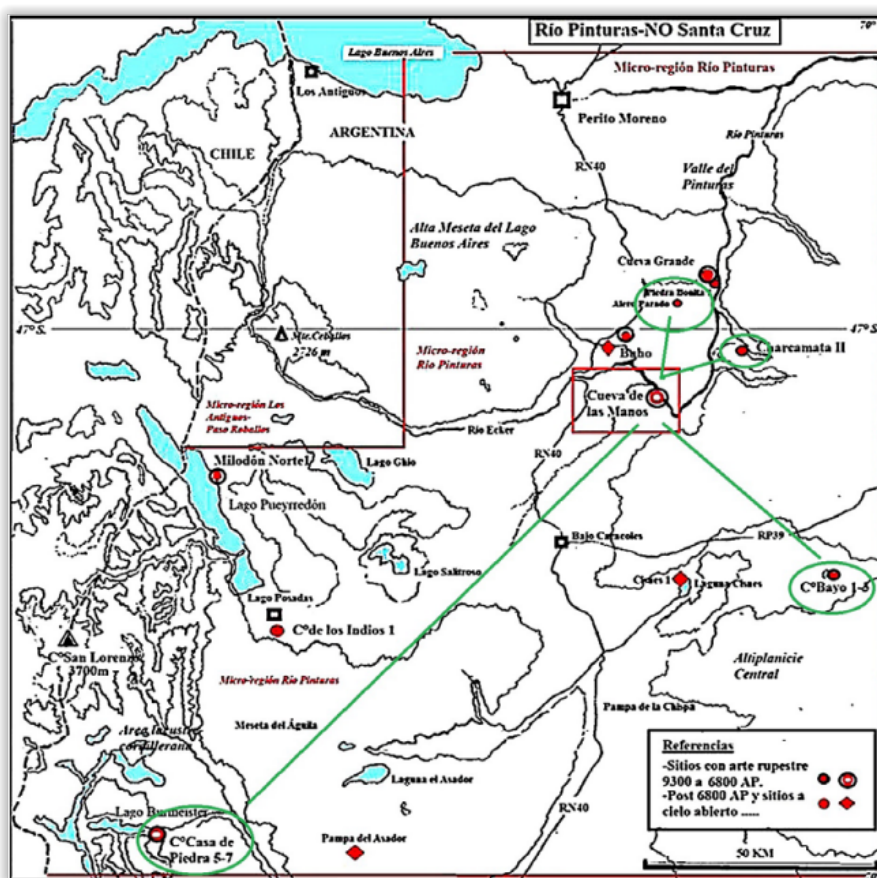 Río Pinturas-NO Santa Cruz
70°
Lago Buenos Aires
Micro-región Río Pinturas
Los Antiguos
Perito Moreno
ARGENTINA
CHILE
Río Pinturas
RN40
Valle del
Pinturas
Alta Meseta del Lago
Buenos Aires
Cueva Grande
Piedra Bonita
Alero Parado
47° S.
47° S.
Mte. Ceballos
2726 m
Micro-región
Río Pinturas
Buho
Charcamata II
Micro-región Los
Antiguos-
Paso Roballos
Cueva de
las Manos
Río Ecker
RN40
Milodón Norte1
Lago Ghio
Lago Pueyrredón
Bajo Caracoles
RP39
Lago Salitroso
Laguna Chaes
C°Bayo 1-
Lago Posadas
C°de los Indios 1
C°San Lorenzo
3700m
Altiplanicie
Central
Micro-región Río Pinturas
Meseta del Águila
Pampa de la Chispa
Area lacustre
cordillerana
Referencias
-Sitios con arte rupestre
9300 a 6800 AP.
-Post 6800 AP y sitios a
cielo abierto .....
Laguna el Asador
RN40
Lago Burmeister
C°Casa de
Piedra 5-7
Pampa del Asador
50 KM